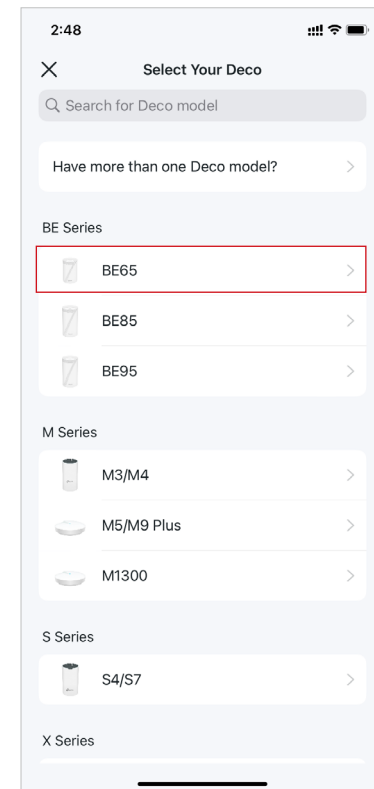 2:48
Select Your Deco
Search for Deco model
Have more than one Deco model?
BE Series
BE65
BE85
BE95
M Series
M3/M4
M5/M9 Plus
M1300
S Series
S4/S7
X Series